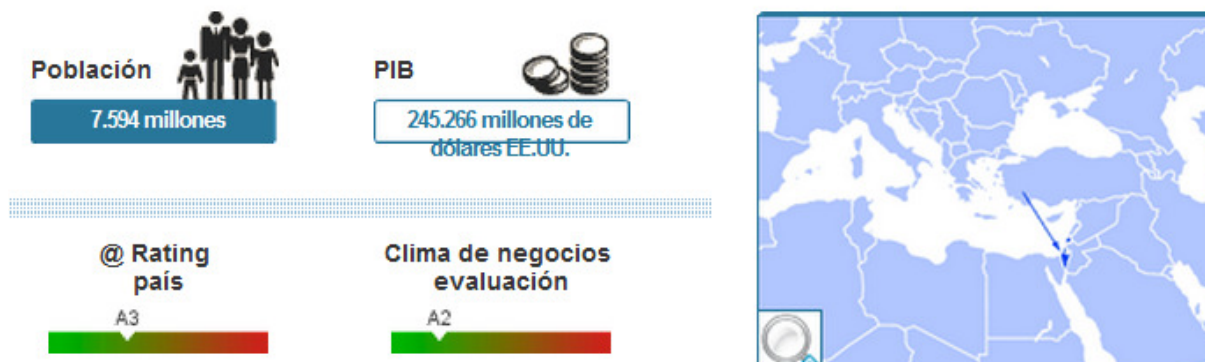 Población
7.594 millones
PIB
245.266 millones de
dólares EE.UU.
@ Rating
país
A3
Clima de negocios
evaluación
A2